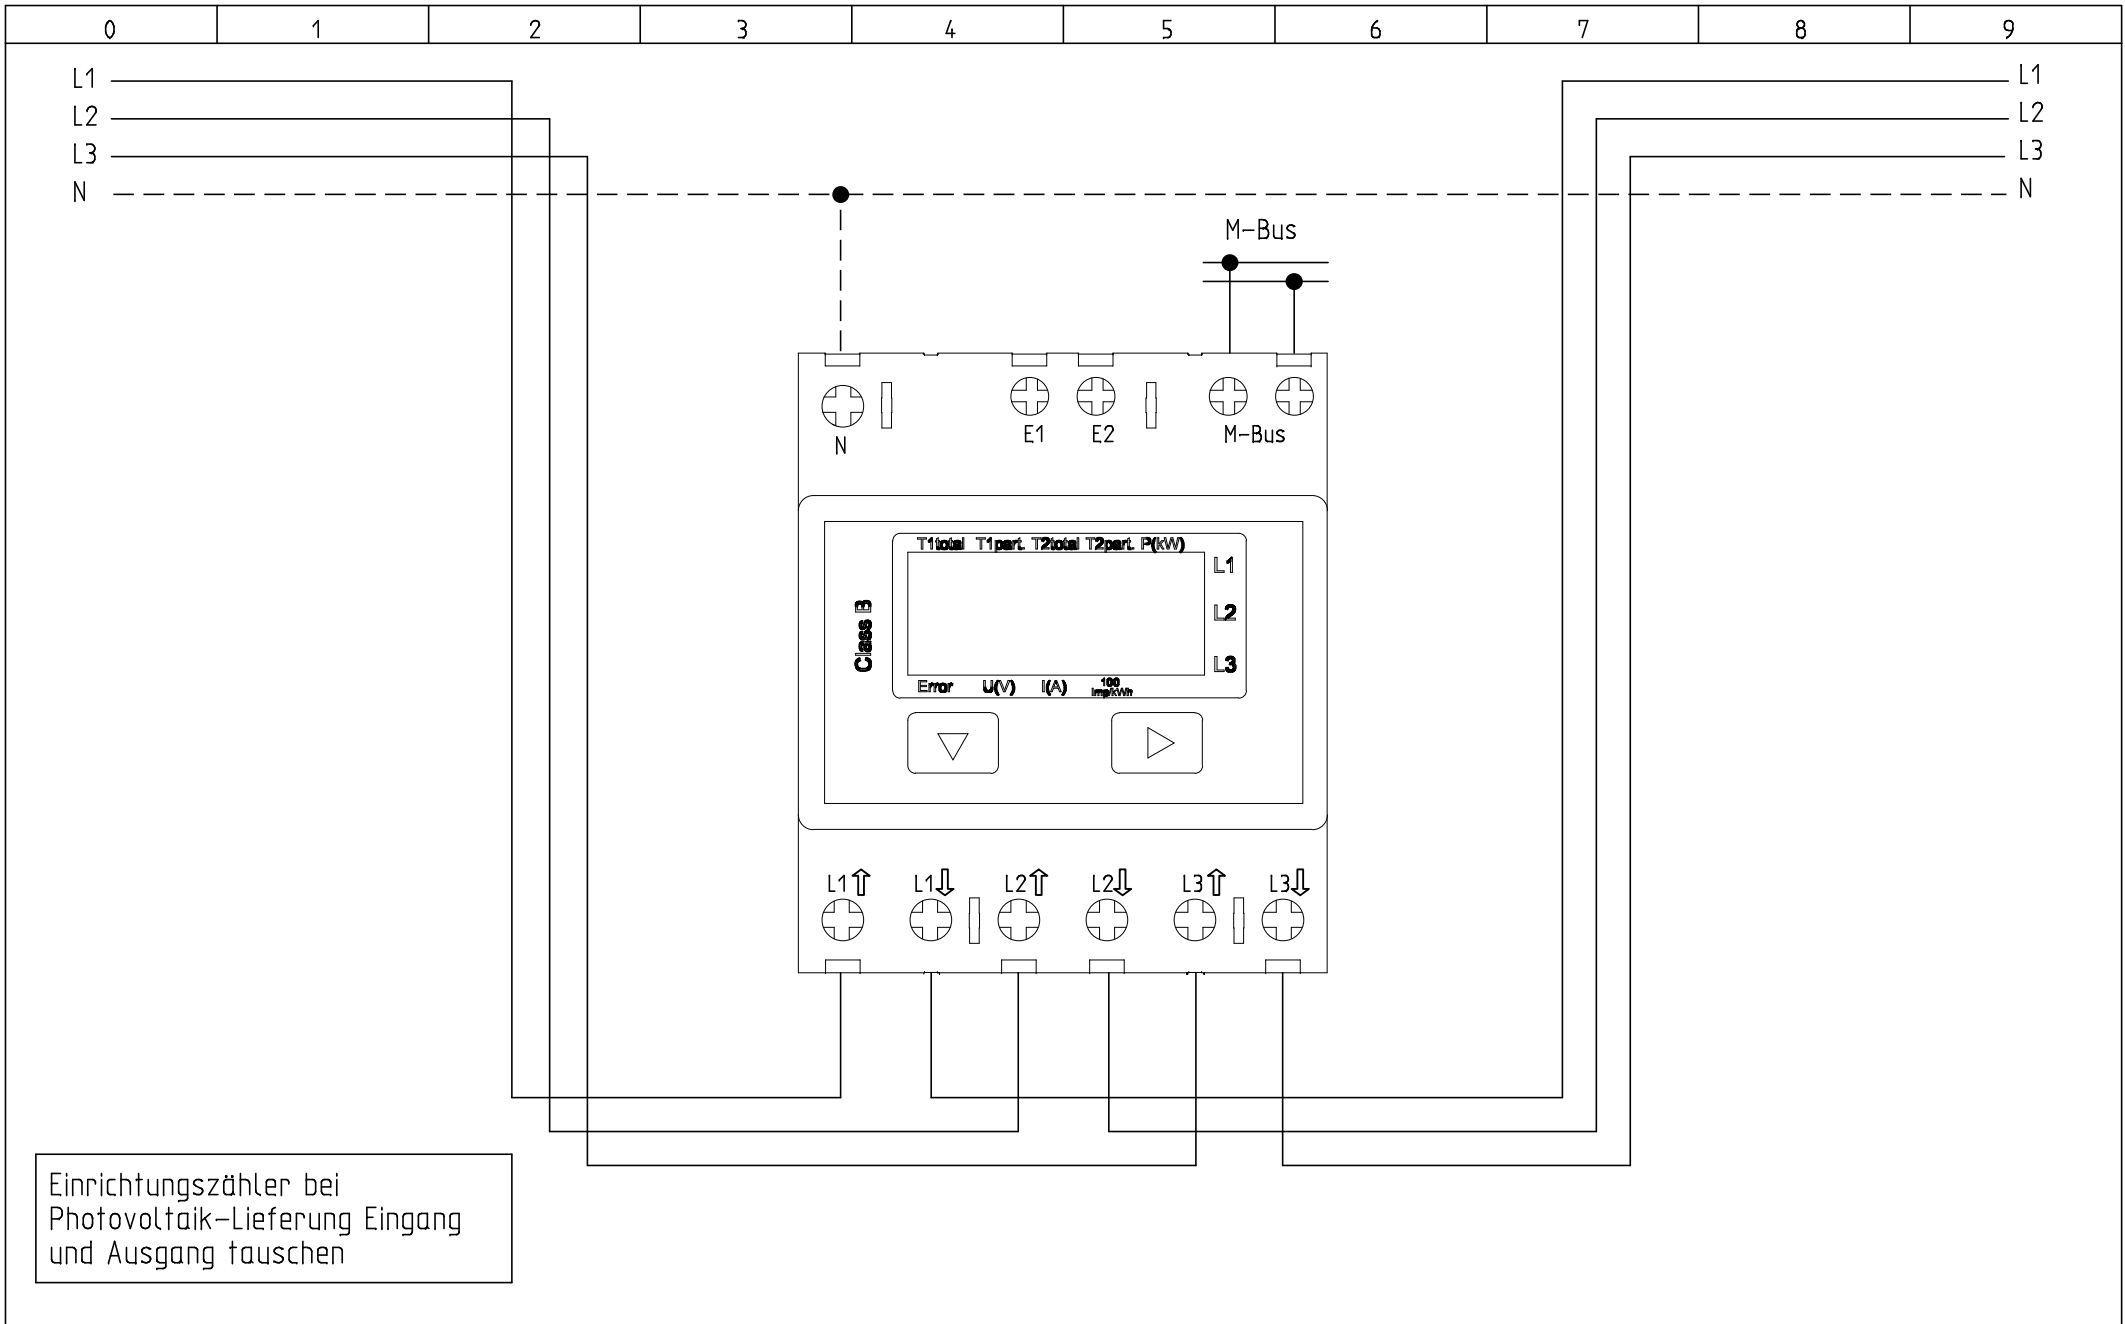 0 1 2 3 4 5 6 7 8 9
L1 L1
L2 L2
L3 L3
N N
M-Bus
N E1 E2 M-Bus
T1total T1part. T2total T2part. P(kW)
L1
L2
L3
Class B
Error U(V) I(A) 100
Imp/kWh
L1⇧ L1⇩ L2⇧ L2⇩ L3⇧ L3⇩
Einrichtungszähler bei
Photovoltaik-Lieferung Eingang
und Ausgang tauschen